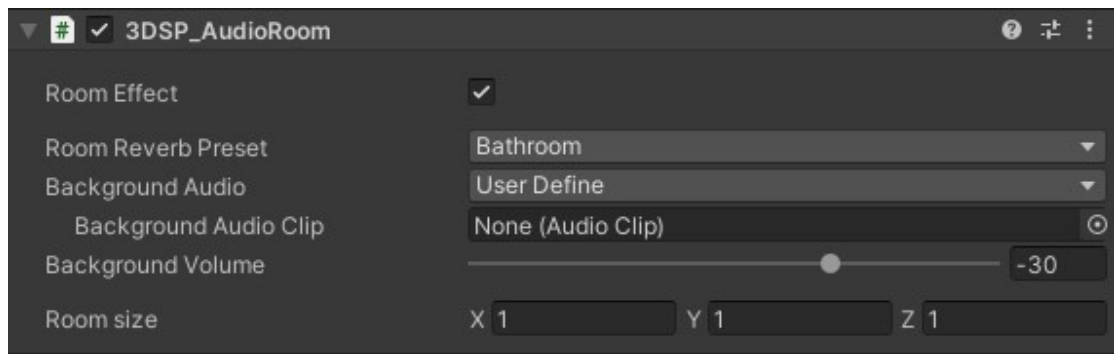 # 3DSP_AudioRoom
Room Effect
Room Reverb Preset Bathroom
Background Audio User Define
Background Audio Clip None (Audio Clip)
Background Volume -30
Room size X 1 Y 1 Z 1